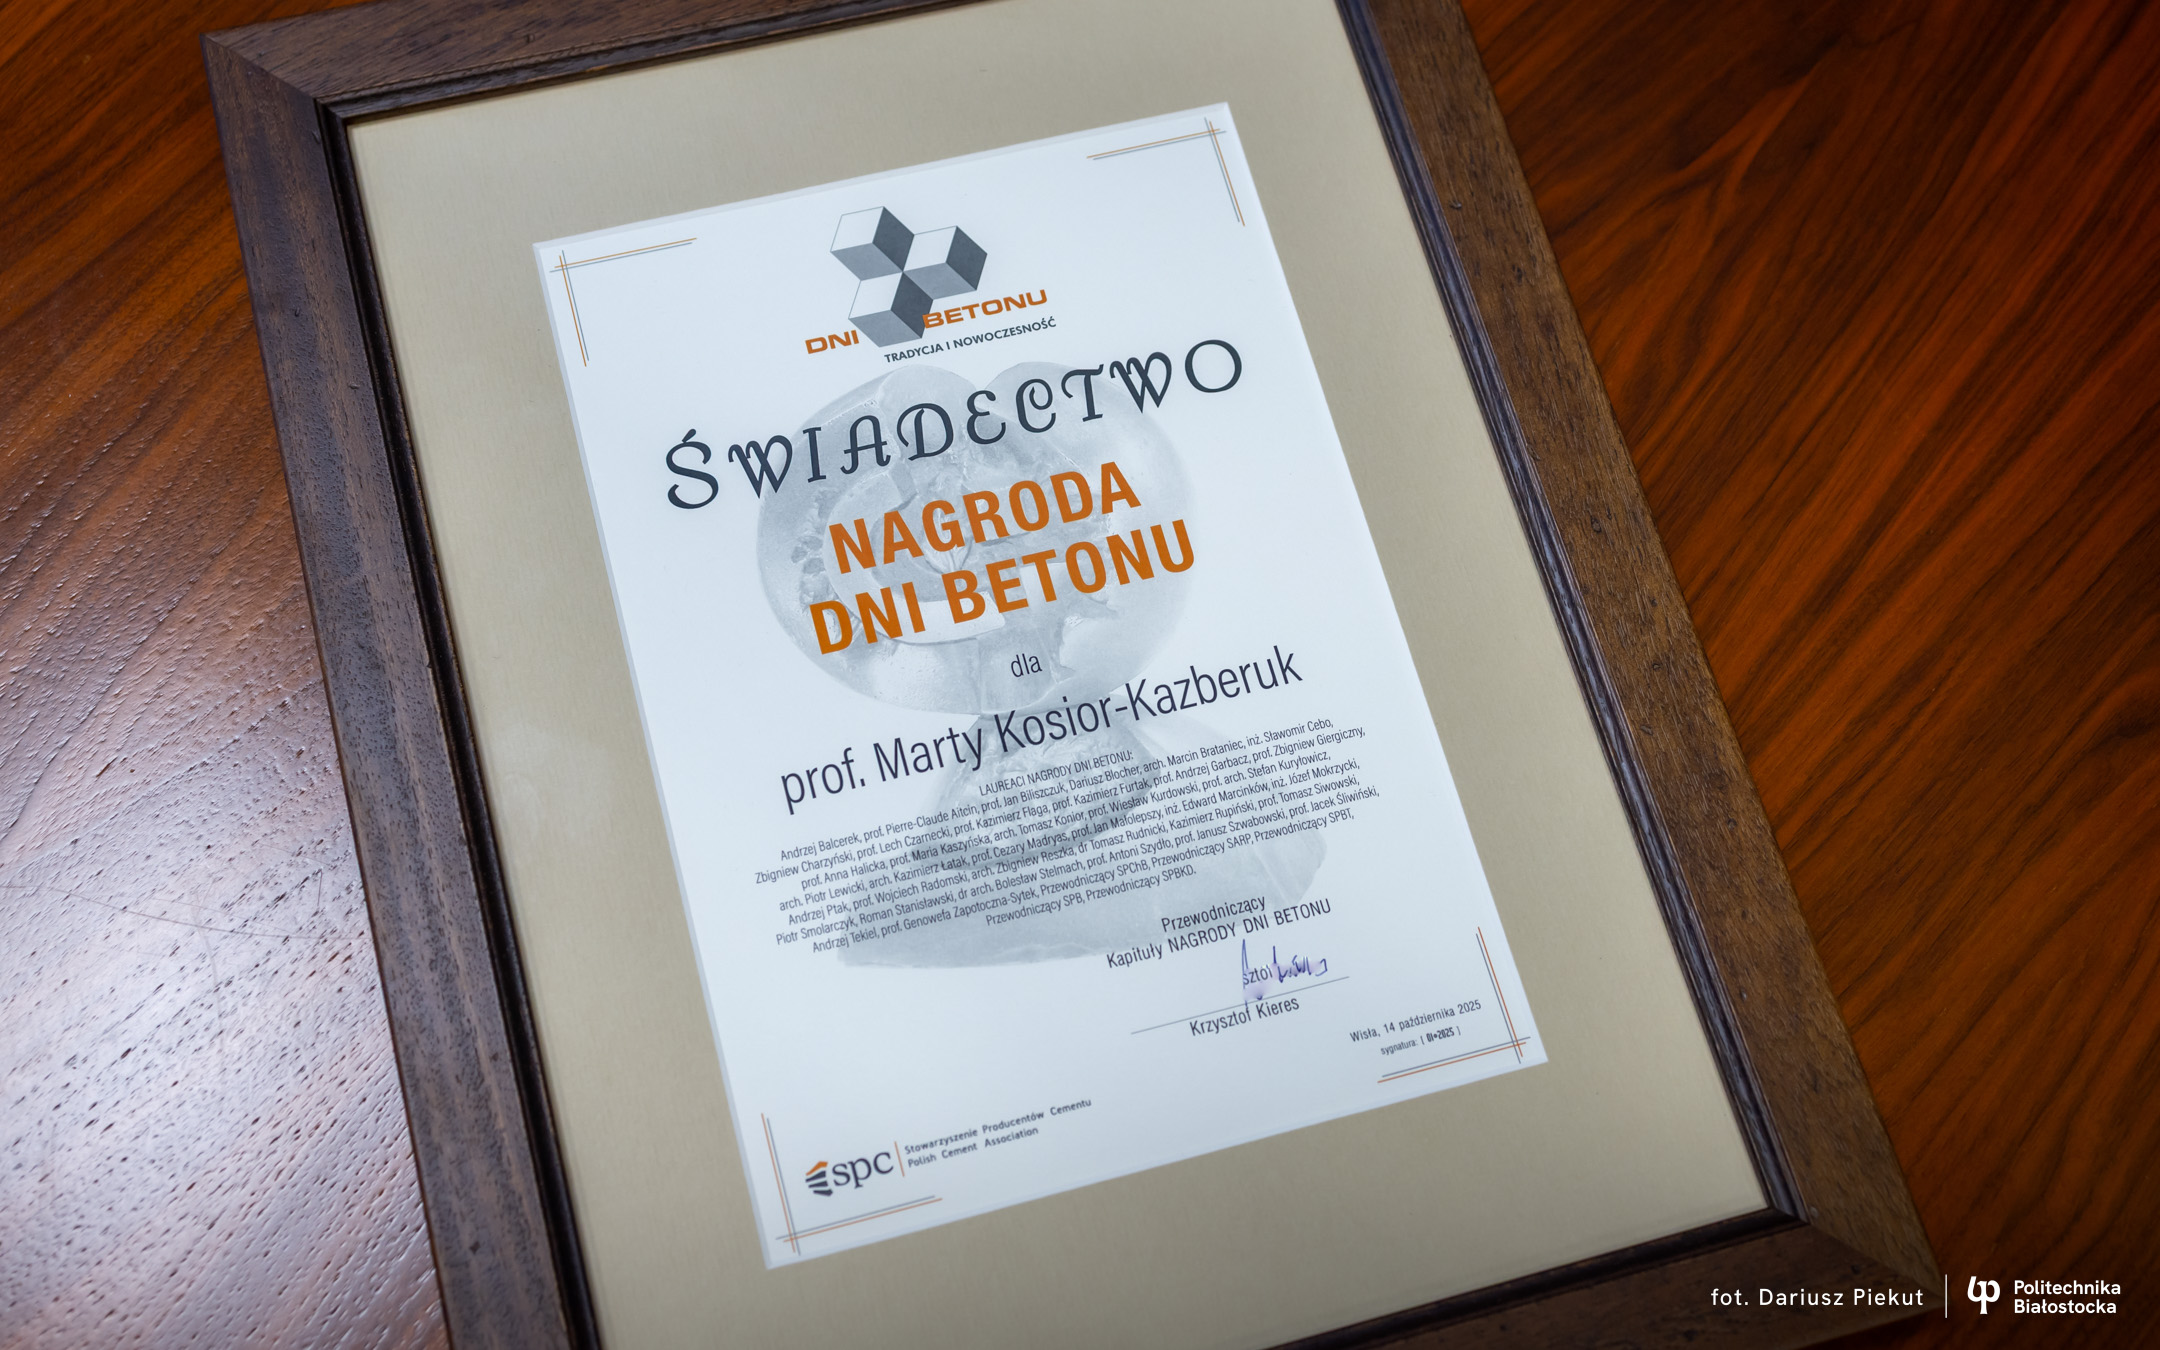 DNI BETONU
TRADYCJA I NOWOCZESNOŚĆ
ŚWIADECTWO
NAGRODA
DNI BETONU
dla
prof. Marty Kosior-Kazberuk
LAUREACI NAGRODY DNI BETONU:
Andrzej Balcerek, prof. Pierre-Claude Aitcin, prof. Jan Biliszczuk, Dariusz Blocher, arch. Marcin Brataniec, inż. Sławomir Cebo,
Zbigniew Charzyński, prof. Lech Czarnecki, prof. Kazimierz Flaga, prof. Kazimierz Furtak, prof. Andrzej Garbacz, prof. Zbigniew Giergiczny,
prof. Anna Halicka, prof. Maria Kaszyńska, arch. Tomasz Konior, prof. Wiesław Kurdowski, prof. arch. Stefan Kuryłowicz,
arch. Piotr Lewicki, arch. Kazimierz Łatak, prof. Cezary Madryas, prof. Jan Małolepszy, inż. Edward Marcinków, inż. Józef Mokrzycki,
Andrzej Ptak, prof. Wojciech Radomski, arch. Zbigniew Reszka, dr Tomasz Rudnicki, Kazimierz Rupiński, prof. Tomasz Siwowski,
Piotr Smolarczyk, Roman Stanisławski, dr arch. Bolesław Stelmach, prof. Antoni Szydło, prof. Janusz Szwabowski, prof. Jacek Śliwiński,
Andrzej Tekiel, prof. Genowefa Zapotoczna-Sytek, Przewodniczący SPChB, Przewodniczący SARP, Przewodniczący SPBT,
Przewodniczący SPB, Przewodniczący SPBKD.
Przewodniczący
Kapituły NAGRODY DNI BETONU
Krzysztof Kieres
Wisła, 14 października 2025
sygnatura: [ 01•2025 ]
spc
Stowarzyszenie Producentów Cementu
Polish Cement Association
fot. Dariusz Piekut
Politechnika
Białostocka